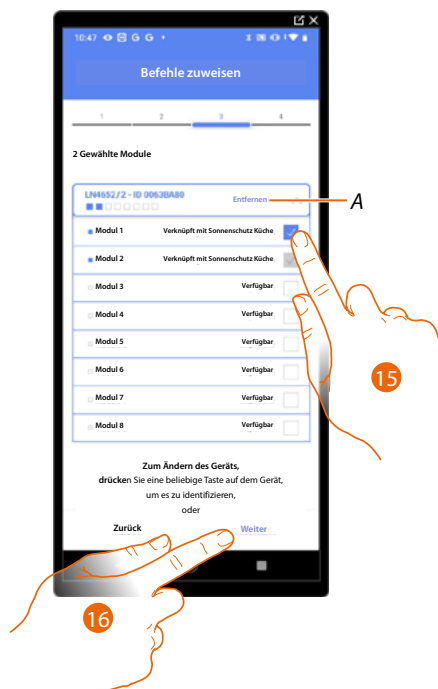 10:47 G G
Befehle zuweisen
1 2 3 4
2 Gewählte Module
LN4652/2 - ID 0063BA80
Entfernen
A
Modul 1 Verknüpft mit Sonnenschutz Küche
Modul 2 Verknüpft mit Sonnenschutz Küche
Modul 3 Verfügbar
Modul 4 Verfügbar
Modul 5 Verfügbar
Modul 6 Verfügbar
Modul 7 Verfügbar
Modul 8 Verfügbar
15
Zum Ändern des Geräts,
drücken Sie eine beliebige Taste auf dem Gerät,
um es zu identifizieren,
oder
Zurück Weiter
16